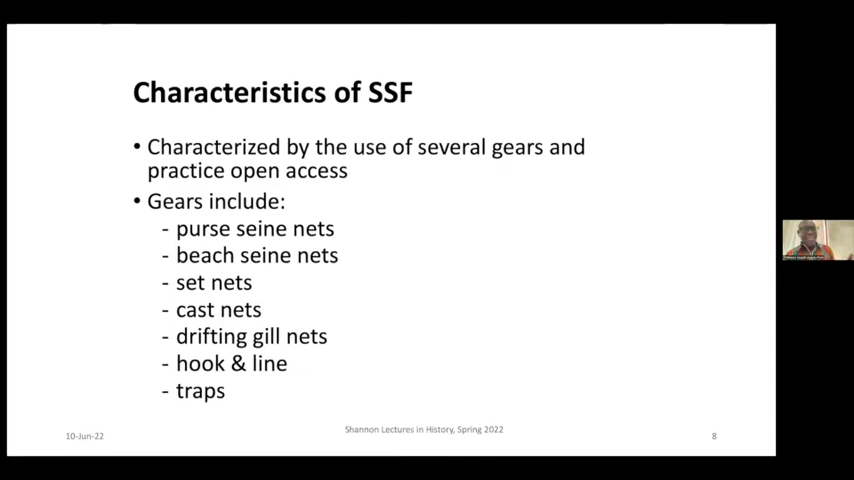 Characteristics of SSF
• Characterized by the use of several gears and
practice open access
• Gears include:
- purse seine nets
- beach seine nets
- set nets
- cast nets
- drifting gill nets
- hook & line
- traps
10-Jun-22
Shannon Lectures in History, Spring 2022
8